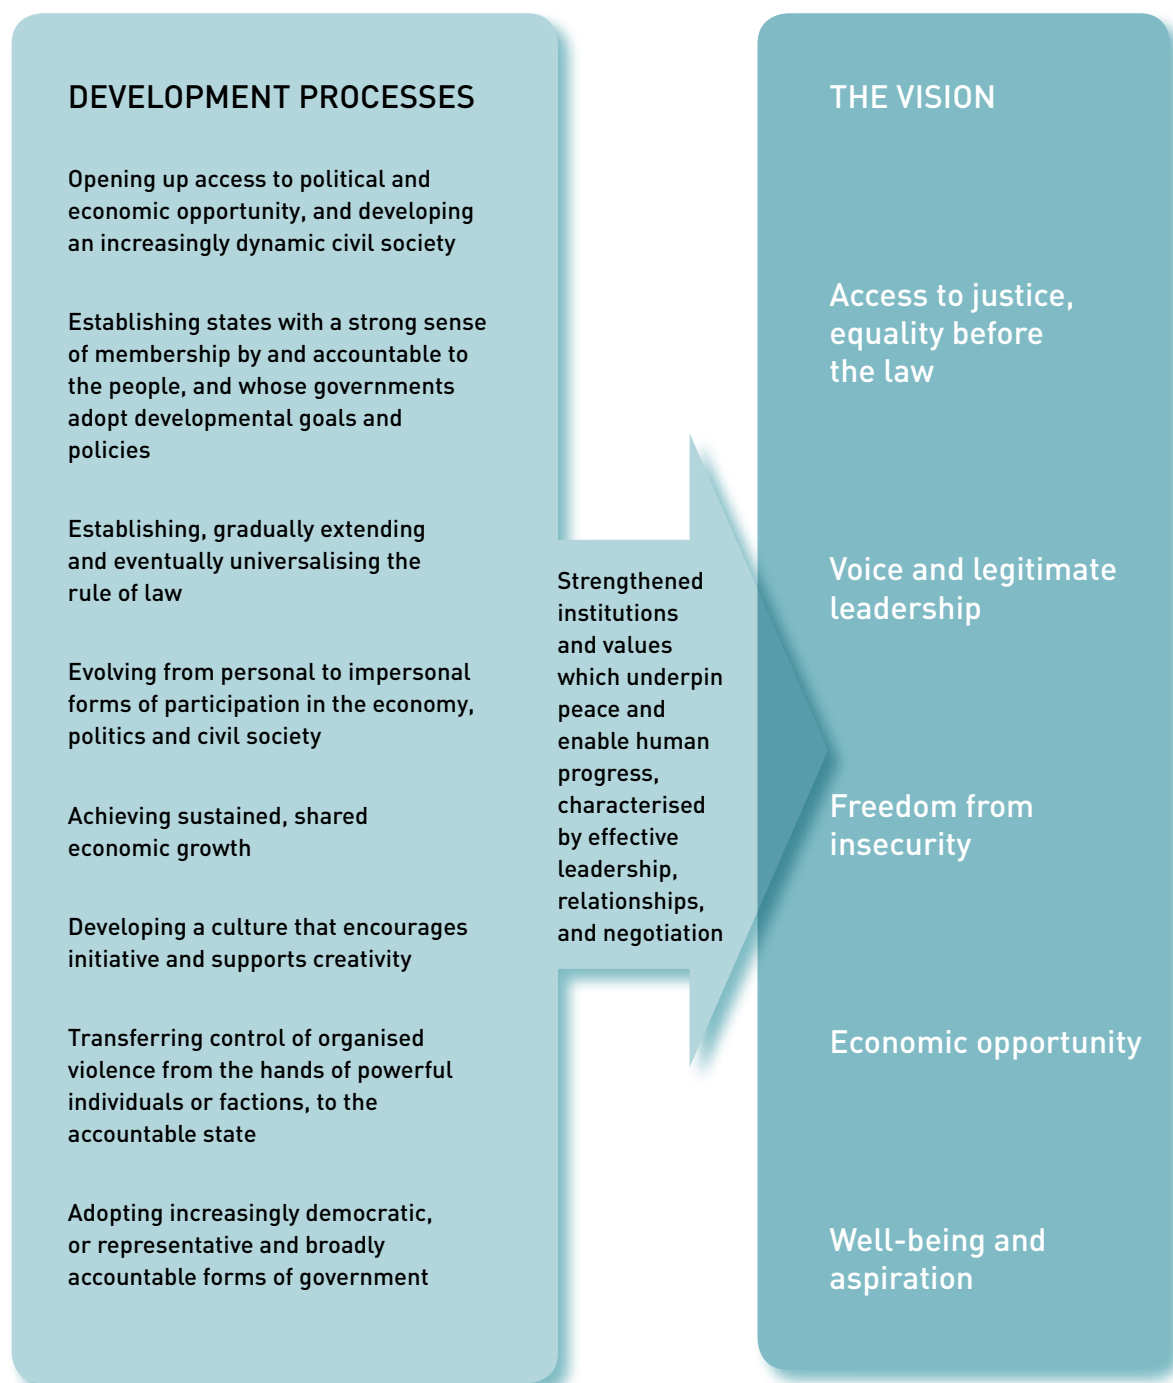 DEVELOPMENT PROCESSES
Opening up access to political and
economic opportunity, and developing
an increasingly dynamic civil society
Establishing states with a strong sense
of membership by and accountable to
the people, and whose governments
adopt developmental goals and
policies
Establishing, gradually extending
and eventually universalising the
rule of law
Evolving from personal to impersonal
forms of participation in the economy,
politics and civil society
Achieving sustained, shared
economic growth
Developing a culture that encourages
initiative and supports creativity
Transferring control of organised
violence from the hands of powerful
individuals or factions, to the
accountable state
Adopting increasingly democratic,
or representative and broadly
accountable forms of government
Strengthened
institutions
and values
which underpin
peace and
enable human
progress,
characterised
by effective
leadership,
relationships,
and negotiation
THE VISION
Access to justice,
equality before
the law
Voice and legitimate
leadership
Freedom from
insecurity
Economic opportunity
Well-being and
aspiration